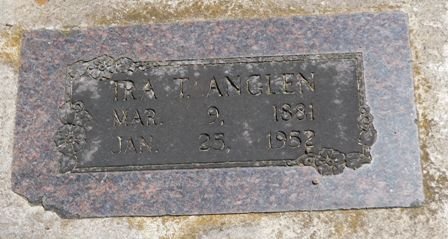 IRA T. ANGLEN
MAR. 9, 1881
JAN. 25, 1952